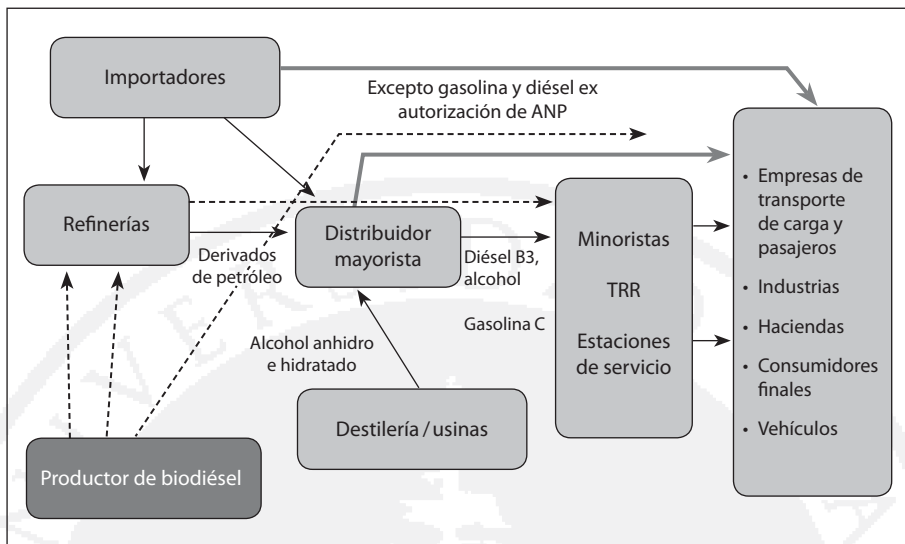 Importadores
Excepto gasolina y diésel ex
autorización de ANP
Refinerías
Derivados
de petróleo
Distribuidor
mayorista
Diésel B3,
alcohol
Gasolina C
Minoristas
TRR
Estaciones
de servicio
• Empresas de
transporte
de carga y
pasajeros
• Industrias
• Haciendas
• Consumidores
finales
• Vehículos
Alcohol anhidro
e hidratado
Destilería / usinas
Productor de biodiésel